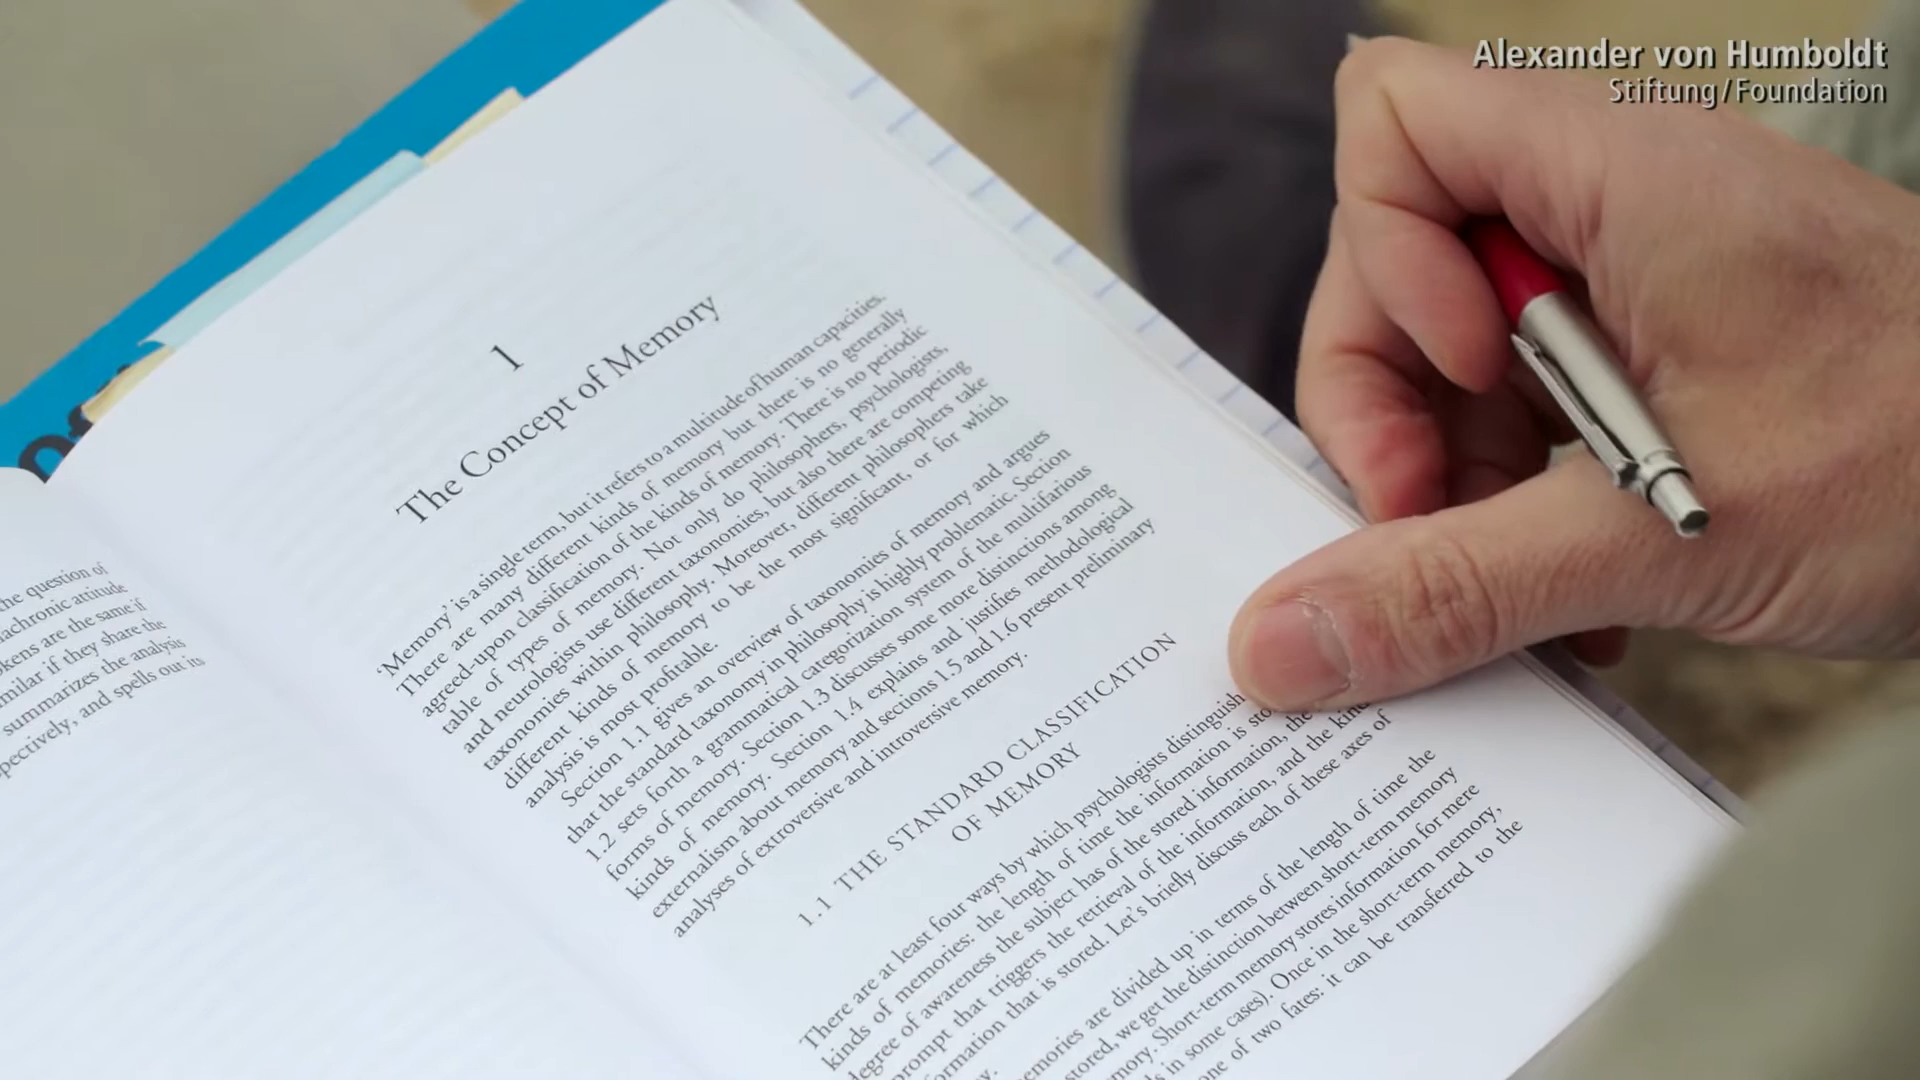 Alexander von Humboldt
Stiftung/Foundation
he question of
achronic attitude
kens are the same if
milar if they share the
summarizes the analysis
pectively, and spells out its
1
The Concept of Memory
'Memory' is a single term, but it refers to a multitude of human capacities.
There are many different kinds of memory but there is no generally
agreed-upon classification of the kinds of memory. There is no periodic
table of types of memory. Not only do philosophers, psychologists,
and neurologists use different taxonomies, but also there are competing
taxonomies within philosophy. Moreover, different philosophers take
different kinds of memory to be the most significant, or for which
analysis is most profitable.
Section 1.1 gives an overview of taxonomies of memory and argues
that the standard taxonomy in philosophy is highly problematic. Section
1.2 sets forth a grammatical categorization system of the multifarious
forms of memory. Section 1.3 discusses some more distinctions among
kinds of memory. Section 1.4 explains and justifies methodological
externalism about memory and sections 1.5 and 1.6 present preliminary
analyses of extroversive and introversive memory.
1.1 THE STANDARD CLASSIFICATION
OF MEMORY
There are at least four ways by which psychologists distinguish
kinds of memories: the length of time the information is sto
degree of awareness the subject has of the stored information, the
prompt that triggers the retrieval of the information, and the kin
ormation that is stored. Let's briefly discuss each of these axes of
y.
emories are divided up in terms of the length of time the
stored, we get the distinction between short-term memory
mory. Short-term memory stores information for mere
s in some cases). Once in the short-term memory,
one of two fates: it can be transferred to the